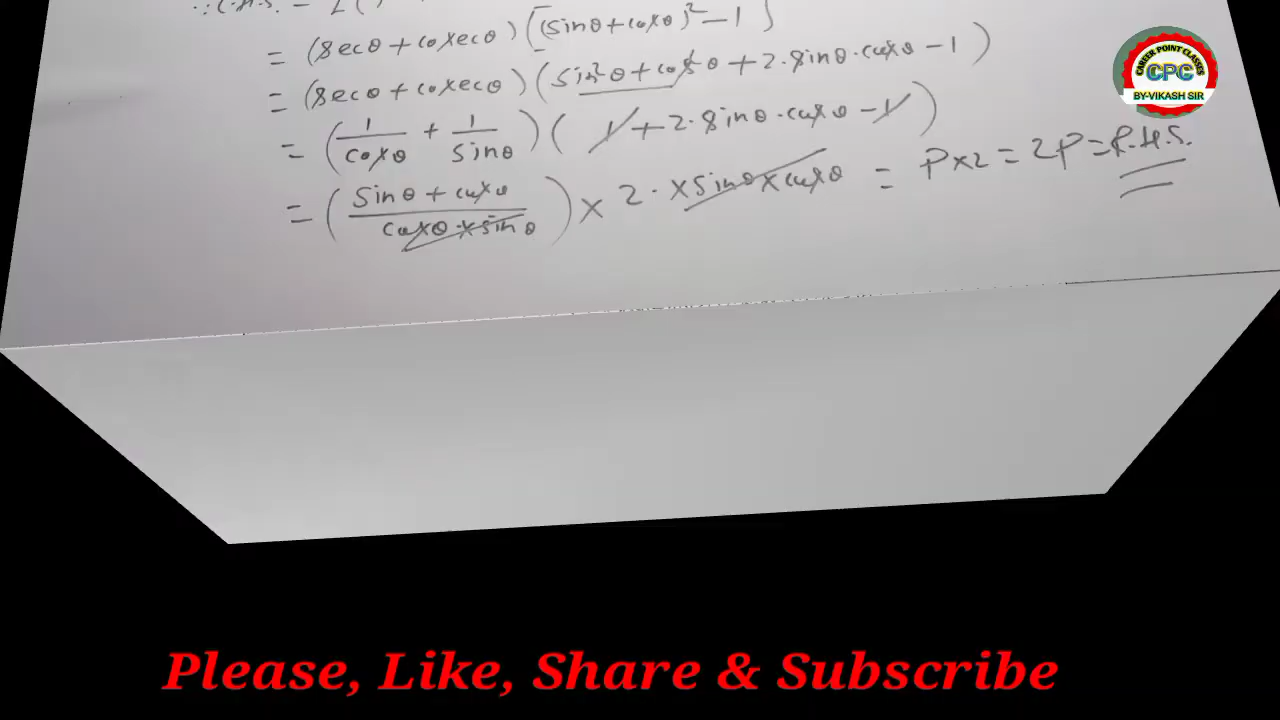 ∵ L.H.S. =
= (secθ + cosecθ) [(sinθ + cosθ)² − 1]
= (secθ + cosecθ) (sin²θ + cos²θ + 2·sinθ·cosθ − 1)
= (1/cosθ + 1/sinθ) (1 + 2·sinθ·cosθ − 1)
= (sinθ + cosθ/cosθ·×sinθ) × 2·×sinθ×cosθ = P×2 = 2P = R.H.S.
CAREER POINT CLASSES
CPC
BY-VIKASH SIR
Please, Like, Share & Subscribe